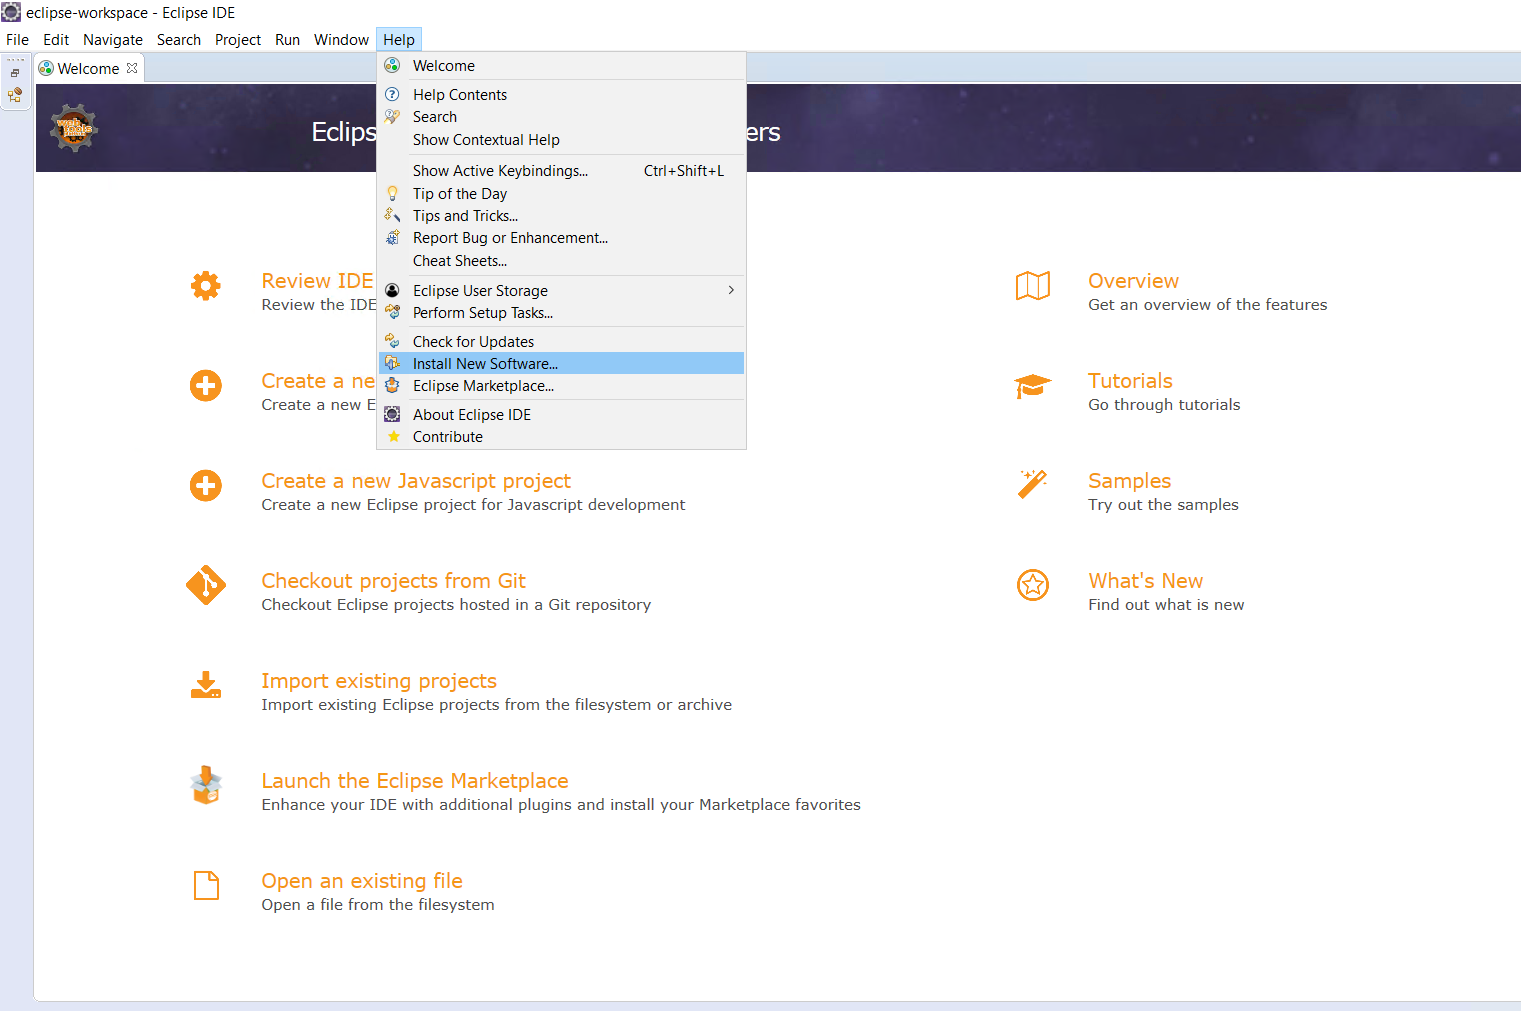 eclipse-workspace - Eclipse IDE
File Edit Navigate Search Project Run Window Help
Welcome
Eclips
ers
Welcome
Help Contents
Search
Show Contextual Help
Show Active Keybindings... Ctrl+Shift+L
Tip of the Day
Tips and Tricks...
Report Bug or Enhancement...
Cheat Sheets...
Eclipse User Storage
Perform Setup Tasks...
Check for Updates
Install New Software...
Eclipse Marketplace...
About Eclipse IDE
Contribute
Review IDE
Review the IDE
Create a ne
Create a new E
Create a new Javascript project
Create a new Eclipse project for Javascript development
Checkout projects from Git
Checkout Eclipse projects hosted in a Git repository
Import existing projects
Import existing Eclipse projects from the filesystem or archive
Launch the Eclipse Marketplace
Enhance your IDE with additional plugins and install your Marketplace favorites
Open an existing file
Open a file from the filesystem
Overview
Get an overview of the features
Tutorials
Go through tutorials
Samples
Try out the samples
What's New
Find out what is new